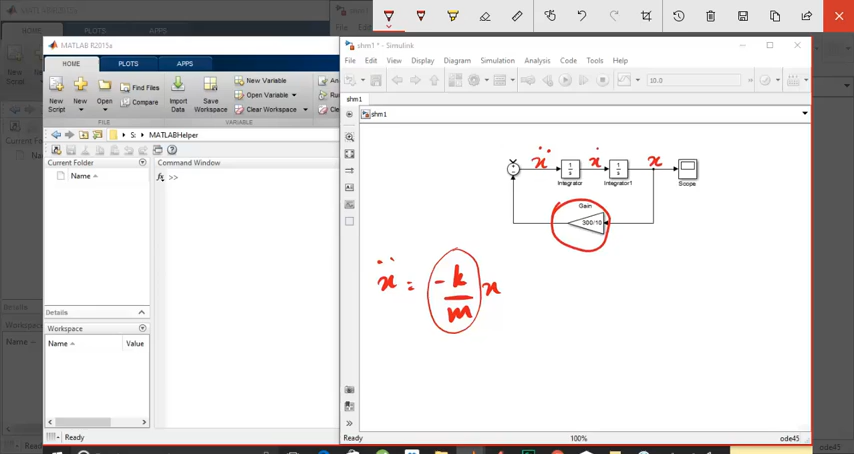 MATLAB R2015a
HOME
PLOTS
APPS
New
Script
New
Open
Find Files
Compare
Import
Data
Save
Workspace
New Variable
Open Variable
Clear Workspace
FILE
VARIABLE
S:
MATLABHelper
Current Folder
Name
Command Window
fx >>
Details
Workspace
Name
Value
Ready
shm1 * - Simulink
File Edit View Display Diagram Simulation Analysis Code Tools Help
10.0
shm1
shm1
ẍ
ẋ
x
1
s
Integrator
1
s
Integrator1
Scope
Gain
300/10
ẍ = -k/m x
Ready
100%
ode45
HOME
PLOTS
APPS